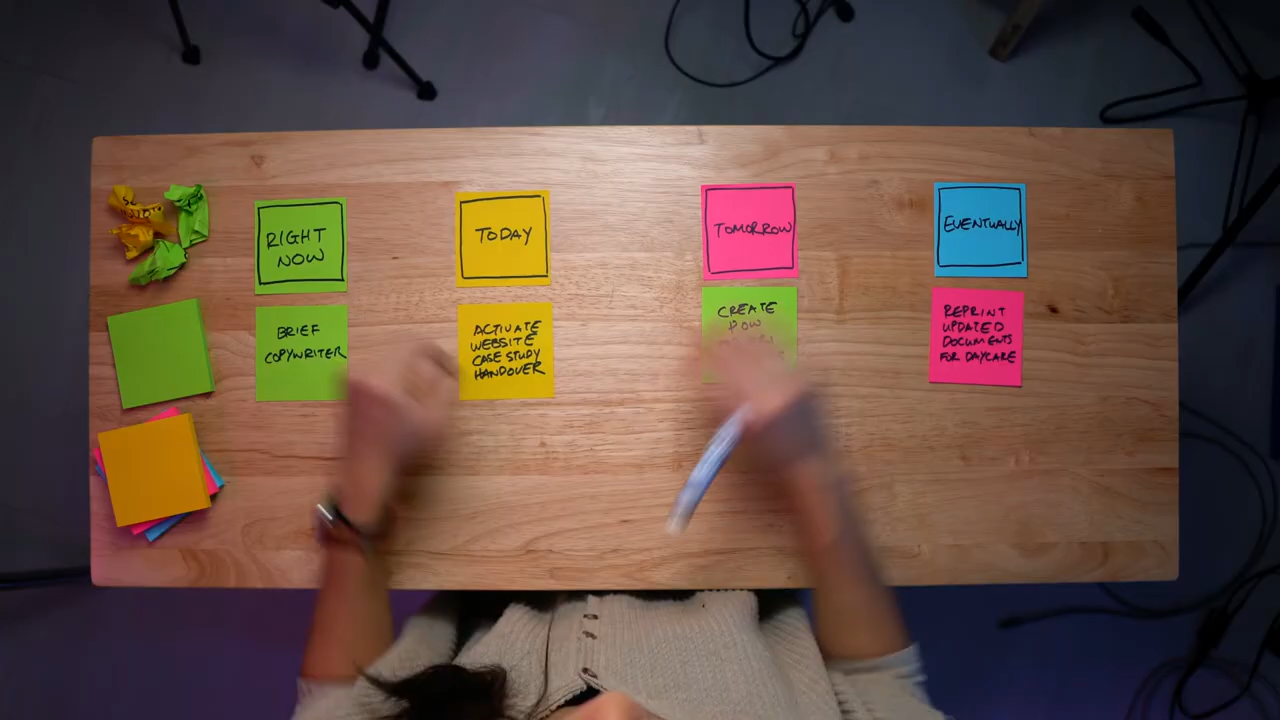 RIGHT
NOW
TODAY
TOMORROW
EVENTUALLY
BRIEF
COPYWRITER
ACTIVATE
WEBSITE
CASE STUDY
HANDOVER
CREATE
REPRINT
UPDATED
DOCUMENTS
FOR DAYCARE